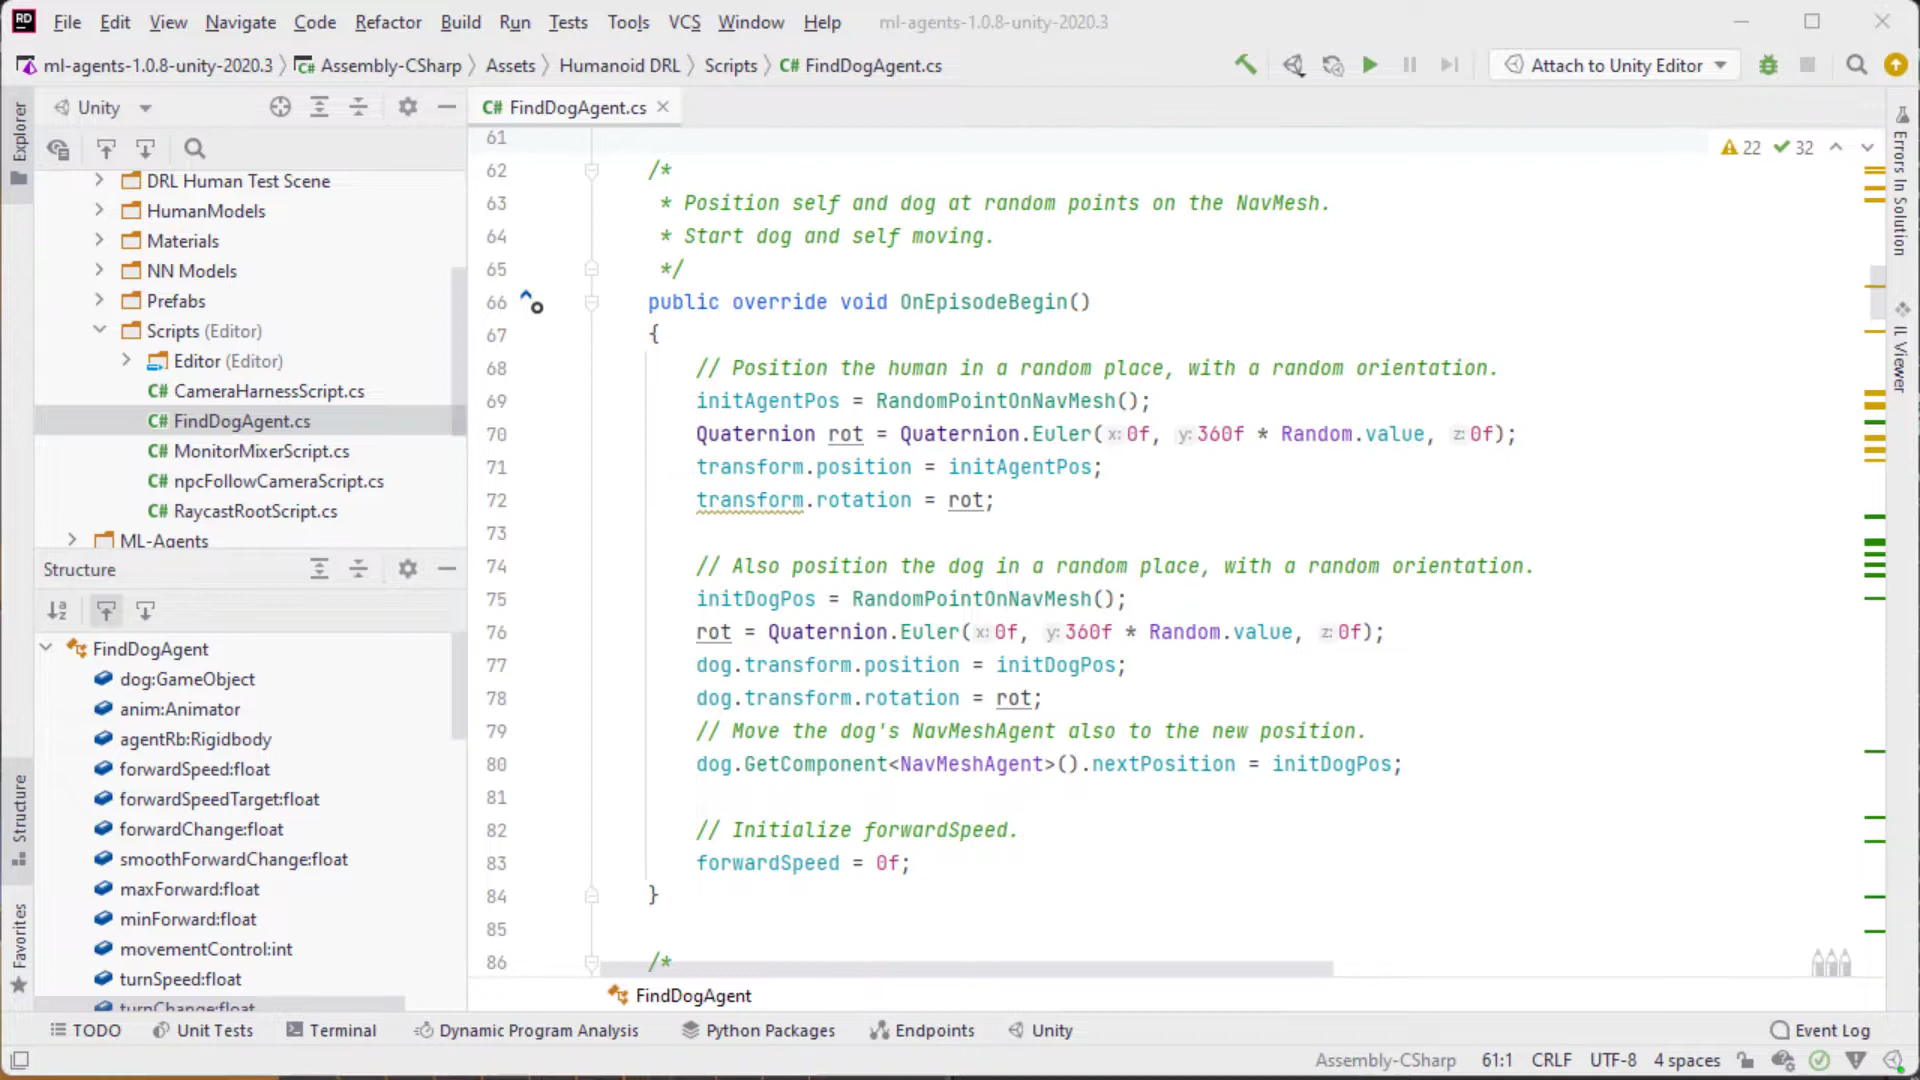 RD File Edit View Navigate Code Refactor Build Run Tests Tools VCS Window Help ml-agents-1.0.8-unity-2020.3
ml-agents-1.0.8-unity-2020.3 Assembly-CSharp Assets Humanoid DRL Scripts C# FindDogAgent.cs Attach to Unity Editor
Explorer
Unity
C# FindDogAgent.cs
22 32
Errors In Solution
IL Viewer
DRL Human Test Scene
HumanModels
Materials
NN Models
Prefabs
Scripts (Editor)
Editor (Editor)
C# CameraHarnessScript.cs
C# FindDogAgent.cs
C# MonitorMixerScript.cs
C# npcFollowCameraScript.cs
C# RaycastRootScript.cs
ML-Agents
Structure
FindDogAgent
dog:GameObject
anim:Animator
agentRb:Rigidbody
forwardSpeed:float
forwardSpeedTarget:float
forwardChange:float
smoothForwardChange:float
maxForward:float
minForward:float
movementControl:int
turnSpeed:float
turnChange:float
Structure
Favorites
61
62 /*
63 * Position self and dog at random points on the NavMesh.
64 * Start dog and self moving.
65 */
66 public override void OnEpisodeBegin()
67 {
68 // Position the human in a random place, with a random orientation.
69 initAgentPos = RandomPointOnNavMesh();
70 Quaternion rot = Quaternion.Euler(x:0f, y:360f * Random.value, z:0f);
71 transform.position = initAgentPos;
72 transform.rotation = rot;
73
74 // Also position the dog in a random place, with a random orientation.
75 initDogPos = RandomPointOnNavMesh();
76 rot = Quaternion.Euler(x:0f, y:360f * Random.value, z:0f);
77 dog.transform.position = initDogPos;
78 dog.transform.rotation = rot;
79 // Move the dog's NavMeshAgent also to the new position.
80 dog.GetComponent<NavMeshAgent>().nextPosition = initDogPos;
81
82 // Initialize forwardSpeed.
83 forwardSpeed = 0f;
84 }
85
86 /*
FindDogAgent
TODO Unit Tests Terminal Dynamic Program Analysis Python Packages Endpoints Unity Event Log
Assembly-CSharp 61:1 CRLF UTF-8 4 spaces